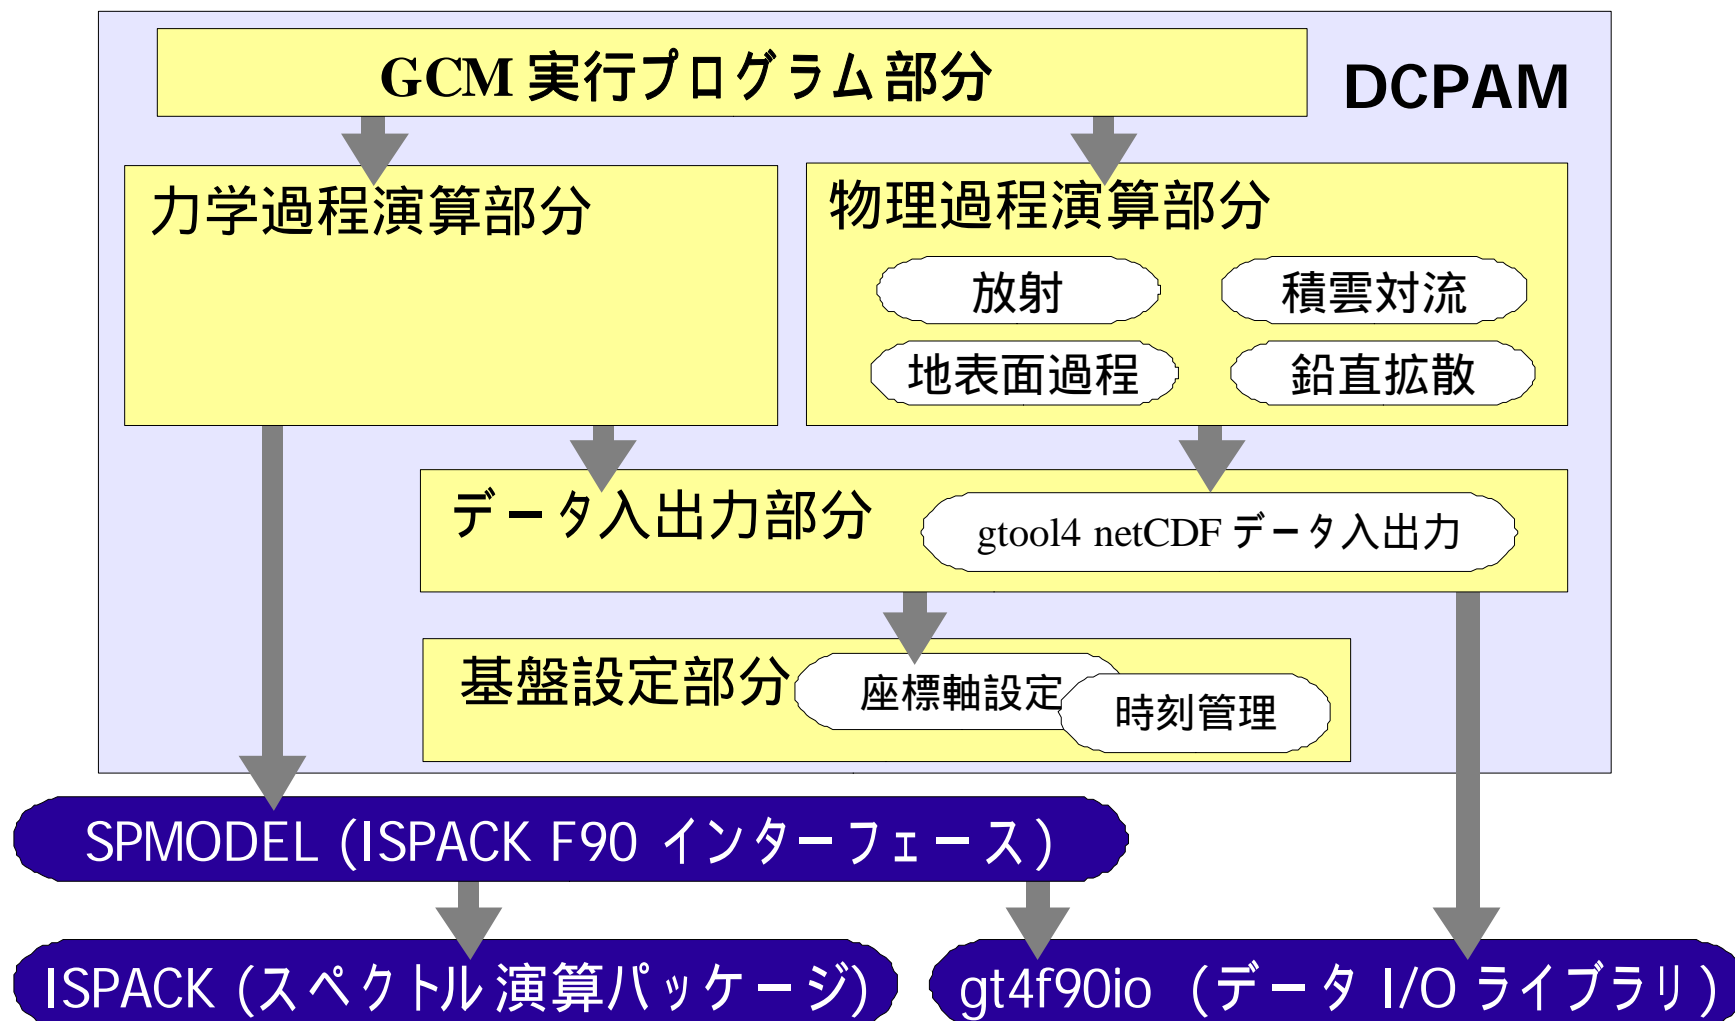 GCM 実行プログラム部分
DCPAM
力学過程演算部分
物理過程演算部分
放射
積雲対流
地表面過程
鉛直拡散
データ入出力部分
gtool4 netCDF データ入出力
基盤設定部分
座標軸設定
時刻管理
SPMODEL (ISPACK F90 インターフェース)
ISPACK (スペクトル演算パッケージ)
gt4f90io (データ I/O ライブラリ)